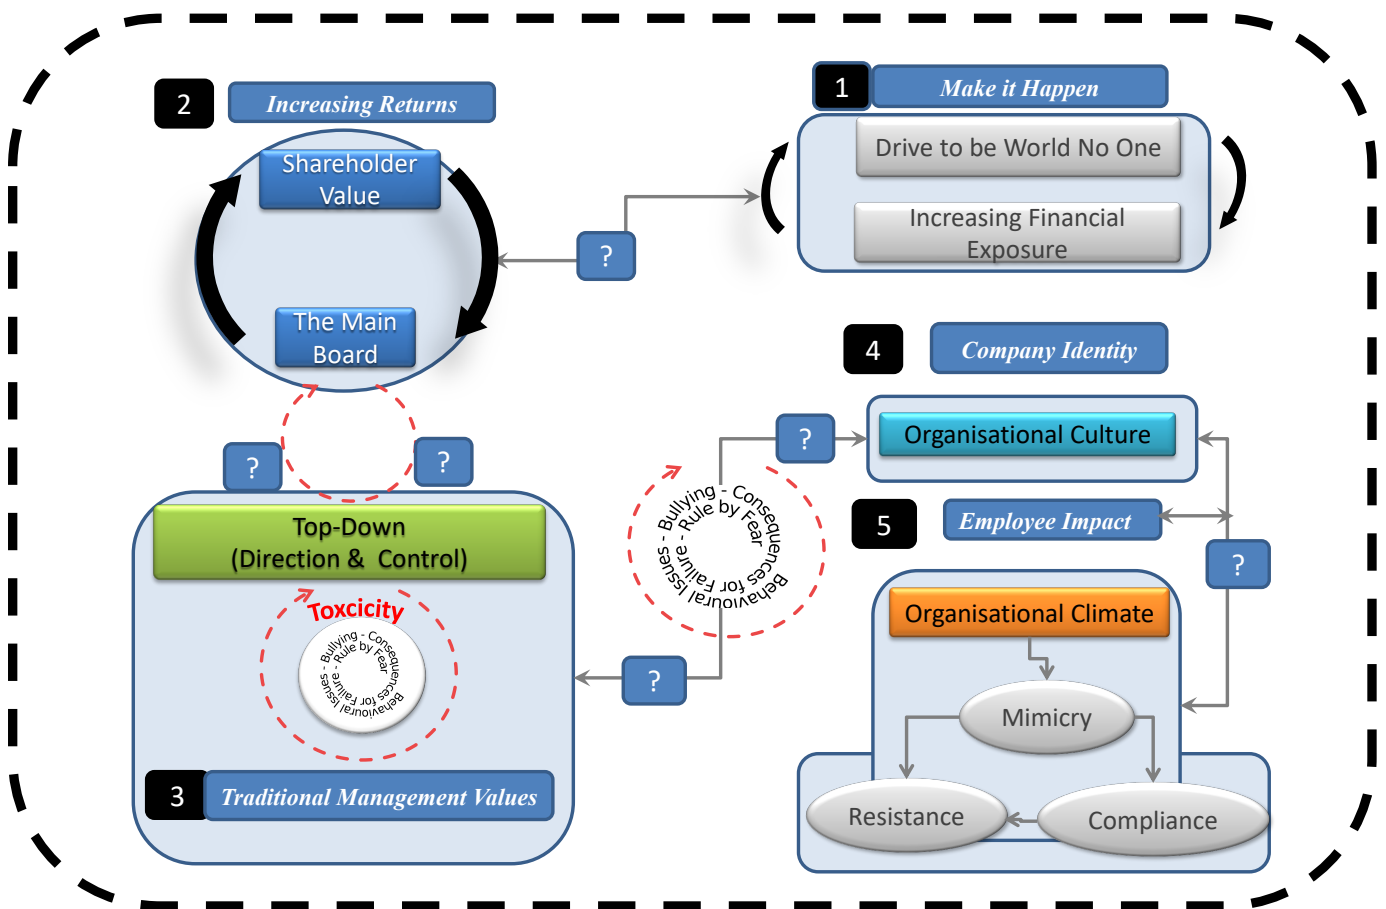 1
Make it Happen
Drive to be World No One
Increasing Financial
Exposure
2
Increasing Returns
Shareholder
Value
The Main
Board
?
?
?
Top-Down
(Direction & Control)
Toxcicity
Behavioural Issues - Bullying - Consequences for Failure - Rule by Fear
3
Traditional Management Values
?
Behavioural Issues - Bullying - Consequences for Failure - Rule by Fear
?
4
Company Identity
Organisational Culture
5
Employee Impact
?
Organisational Climate
Mimicry
Resistance
Compliance